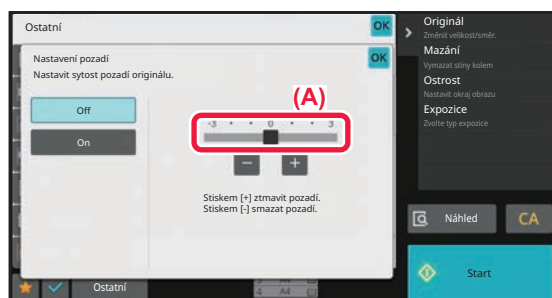 Ostatní
OK
Nastavení pozadí
OK
Nastavit sytost pozadí originálu.
Off
On
(A)
-3 • • 0 • • 3
−
+
Stiskem [+] ztmavit pozadí.
Stiskem [-] smazat pozadí.
Ostatní
A4
4 A4
Originál
Změnit velikost/směr.
Mazání
Vymazat stíny kolem
Ostrost
Nastavit okraj obrazu
Expozice
Zvolte typ expozice
Náhled
CA
Start